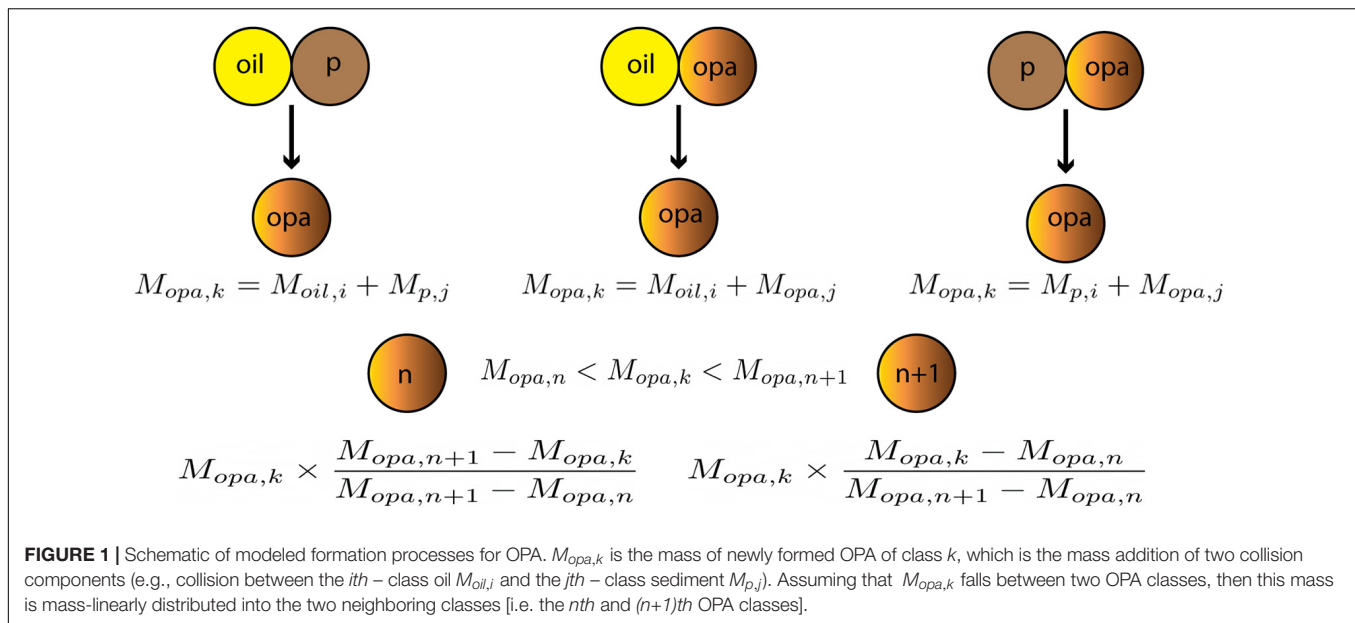 oil p oil opa p opa
opa opa opa
M_{opa,k} = M_{oil,i} + M_{p,j} M_{opa,k} = M_{oil,i} + M_{opa,j} M_{opa,k} = M_{p,i} + M_{opa,j}
n M_{opa,n} < M_{opa,k} < M_{opa,n+1} n+1
M_{opa,k} × \frac{M_{opa,n+1} − M_{opa,k}}{M_{opa,n+1} − M_{opa,n}} M_{opa,k} × \frac{M_{opa,k} − M_{opa,n}}{M_{opa,n+1} − M_{opa,n}}
FIGURE 1 | Schematic of modeled formation processes for OPA. M_{opa,k} is the mass of newly formed OPA of class k, which is the mass addition of two collision
components (e.g., collision between the ith – class oil M_{oil,i} and the jth – class sediment M_{p,j}). Assuming that M_{opa,k} falls between two OPA classes, then this mass
is mass-linearly distributed into the two neighboring classes [i.e. the nth and (n+1)th OPA classes].